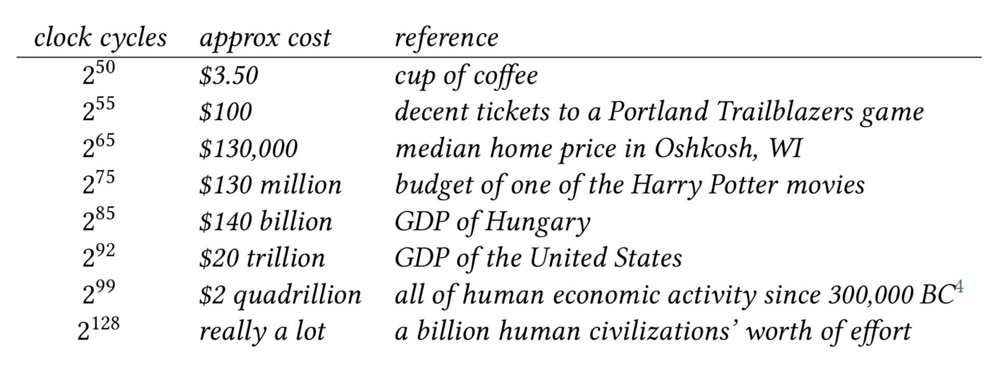 clock cycles approx cost reference
2^50 $3.50 cup of coffee
2^55 $100 decent tickets to a Portland Trailblazers game
2^65 $130,000 median home price in Oshkosh, WI
2^75 $130 million budget of one of the Harry Potter movies
2^85 $140 billion GDP of Hungary
2^92 $20 trillion GDP of the United States
2^99 $2 quadrillion all of human economic activity since 300,000 BC^4
2^128 really a lot a billion human civilizations’ worth of effort